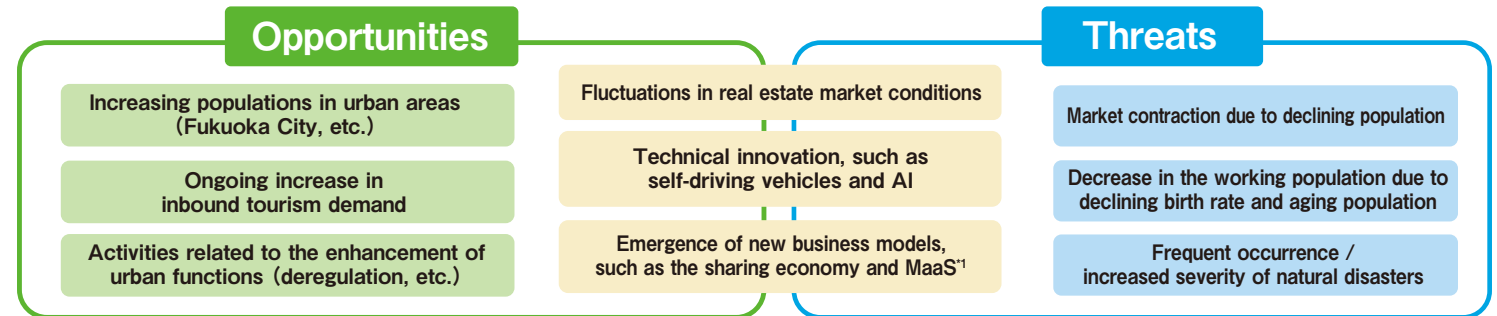 Opportunities
Increasing populations in urban areas
(Fukuoka City, etc.)
Ongoing increase in
inbound tourism demand
Activities related to the enhancement of
urban functions (deregulation, etc.)
Fluctuations in real estate market conditions
Technical innovation, such as
self-driving vehicles and AI
Emergence of new business models,
such as the sharing economy and MaaS*1
Threats
Market contraction due to declining population
Decrease in the working population due to
declining birth rate and aging population
Frequent occurrence /
increased severity of natural disasters